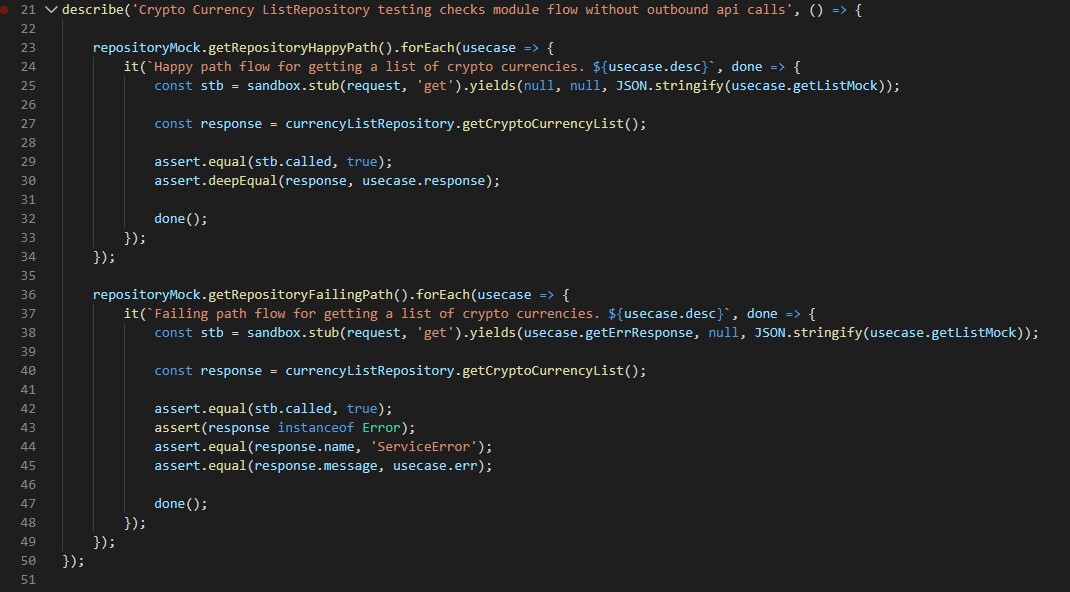 21 describe('Crypto Currency ListRepository testing checks module flow without outbound api calls', () => {
22
23 repositoryMock.getRepositoryHappyPath().forEach(usecase => {
24 it(`Happy path flow for getting a list of crypto currencies. ${usecase.desc}`, done => {
25 const stb = sandbox.stub(request, 'get').yields(null, null, JSON.stringify(usecase.getListMock));
26
27 const response = currencyListRepository.getCryptoCurrencyList();
28
29 assert.equal(stb.called, true);
30 assert.deepEqual(response, usecase.response);
31
32 done();
33 });
34 });
35
36 repositoryMock.getRepositoryFailingPath().forEach(usecase => {
37 it(`Failing path flow for getting a list of crypto currencies. ${usecase.desc}`, done => {
38 const stb = sandbox.stub(request, 'get').yields(usecase.getErrResponse, null, JSON.stringify(usecase.getListMock));
39
40 const response = currencyListRepository.getCryptoCurrencyList();
41
42 assert.equal(stb.called, true);
43 assert(response instanceof Error);
44 assert.equal(response.name, 'ServiceError');
45 assert.equal(response.message, usecase.err);
46
47 done();
48 });
49 });
50 });
51